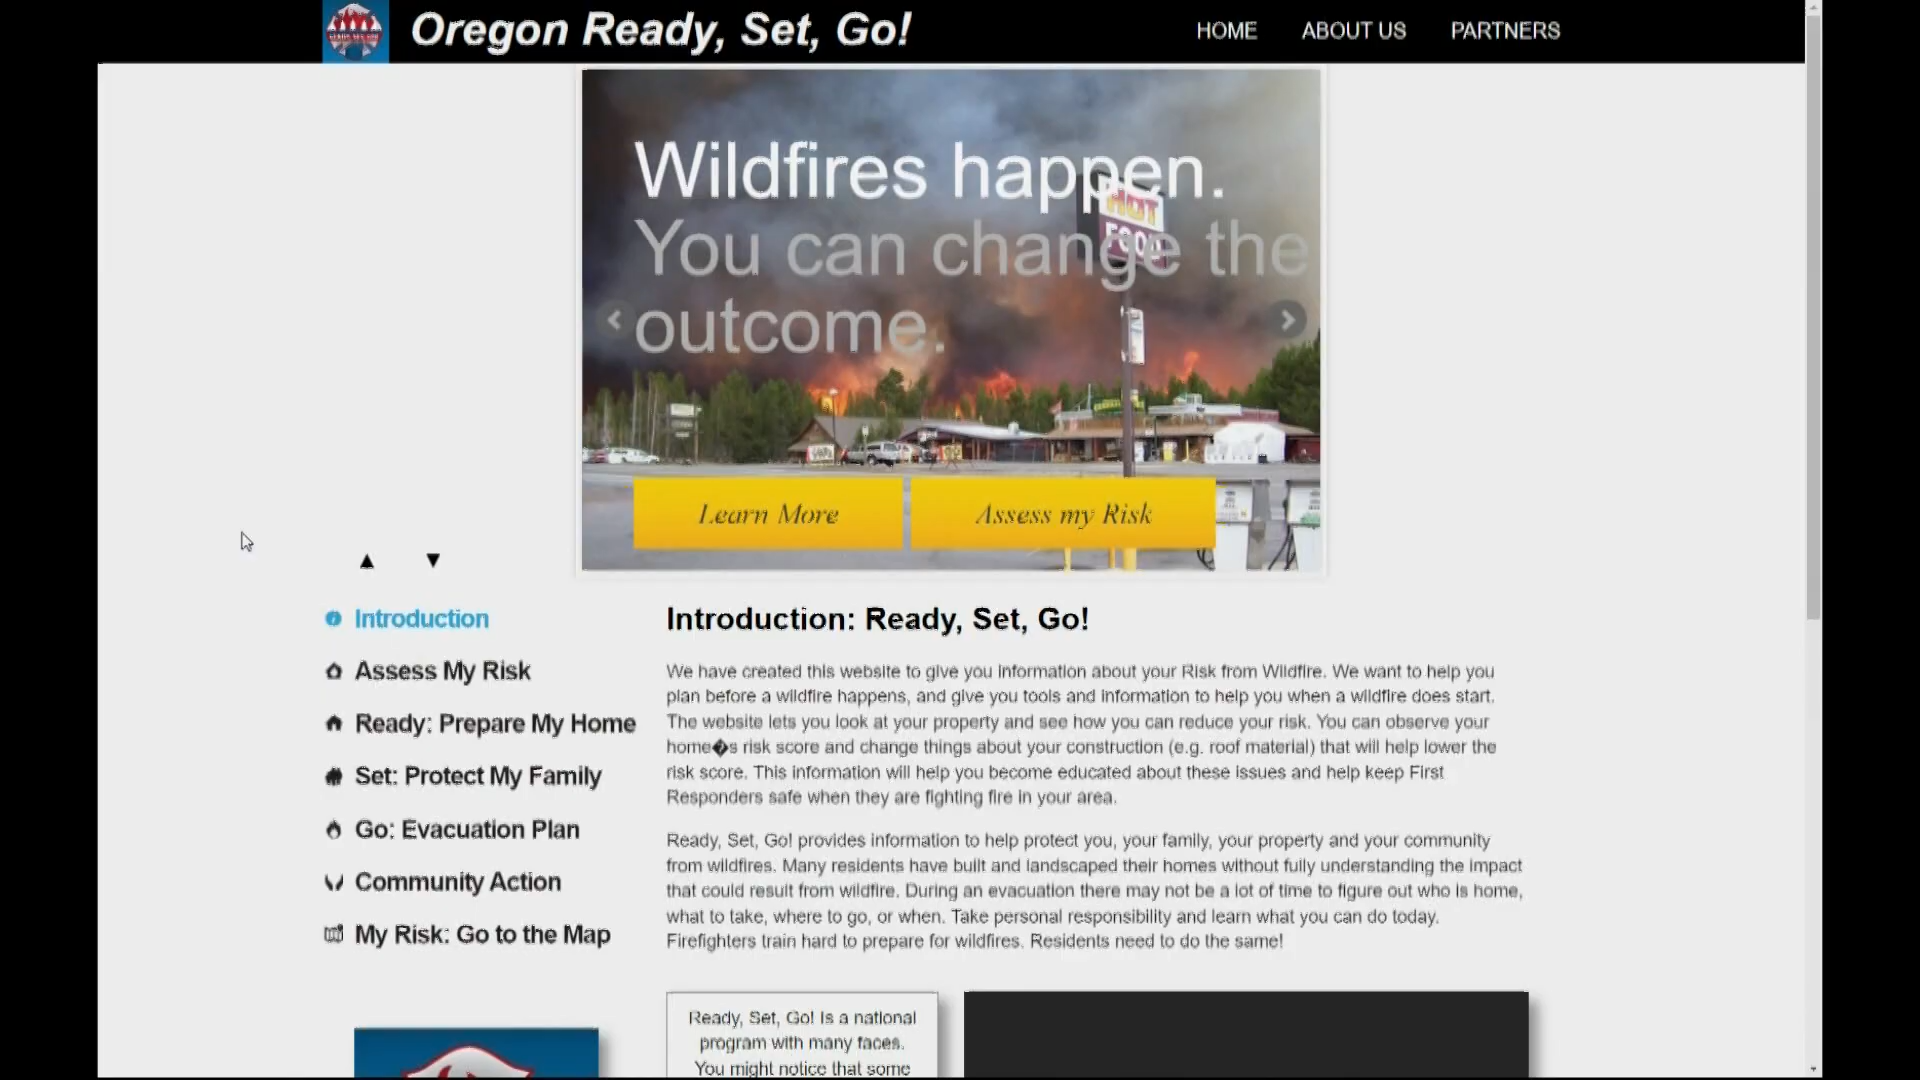 Oregon Ready, Set, Go!
HOME ABOUT US PARTNERS
Wildfires happen.
You can change the
outcome.
HOT
FOOD
Learn More Assess my Risk
▲ ▼
Introduction
Assess My Risk
Ready: Prepare My Home
Set: Protect My Family
Go: Evacuation Plan
Community Action
My Risk: Go to the Map
Introduction: Ready, Set, Go!
We have created this website to give you information about your Risk from Wildfire. We want to help you
plan before a wildfire happens, and give you tools and information to help you when a wildfire does start.
The website lets you look at your property and see how you can reduce your risk. You can observe your
home�s risk score and change things about your construction (e.g. roof material) that will help lower the
risk score. This information will help you become educated about these issues and help keep First
Responders safe when they are fighting fire in your area.
Ready, Set, Go! provides information to help protect you, your family, your property and your community
from wildfires. Many residents have built and landscaped their homes without fully understanding the impact
that could result from wildfire. During an evacuation there may not be a lot of time to figure out who is home,
what to take, where to go, or when. Take personal responsibility and learn what you can do today.
Firefighters train hard to prepare for wildfires. Residents need to do the same!
Ready, Set, Go! is a national
program with many faces.
You might notice that some